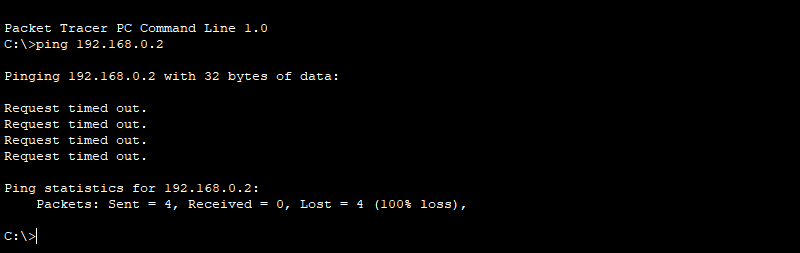 Packet Tracer PC Command Line 1.0
C:\>ping 192.168.0.2
Pinging 192.168.0.2 with 32 bytes of data:
Request timed out.
Request timed out.
Request timed out.
Request timed out.
Ping statistics for 192.168.0.2:
Packets: Sent = 4, Received = 0, Lost = 4 (100% loss),
C:\>